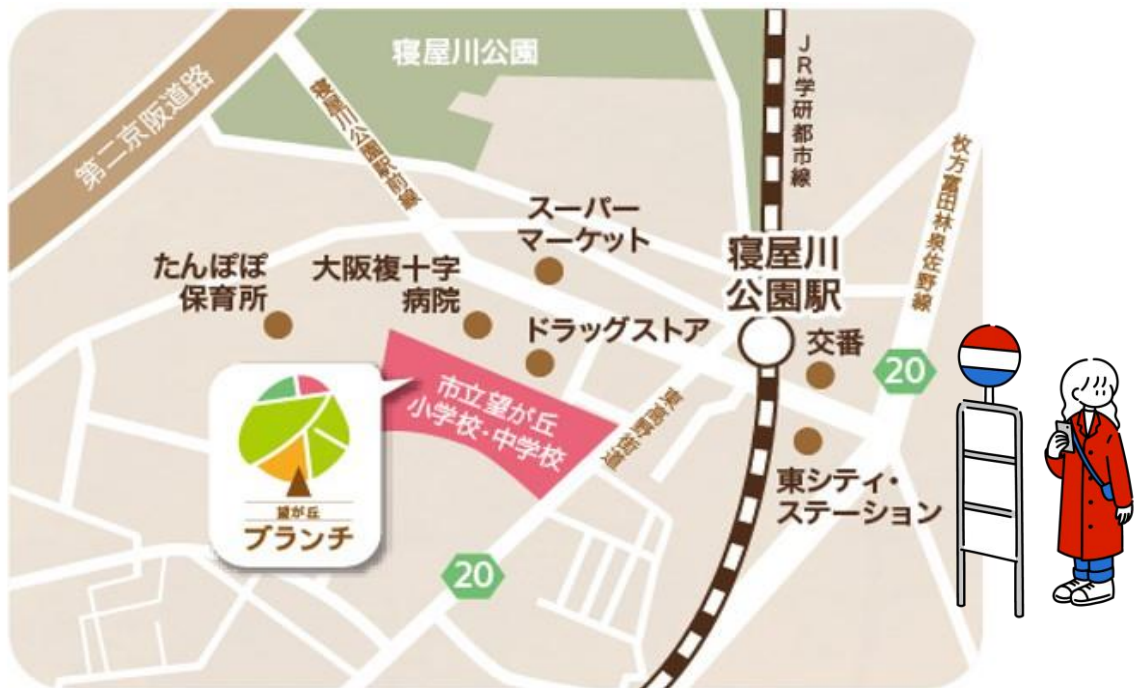 寝屋川公園
JR学研都市線
第二京阪道路
寝屋川公園駅前線
枚方富田林泉佐野線
スーパー
マーケット
寝屋川
公園駅
たんぽぽ
保育所
大阪複十字
病院
ドラッグストア
交番
20
市立望が丘
小学校・中学校
東高野街道
東シティ・
ステーション
望が丘
ブランチ
20